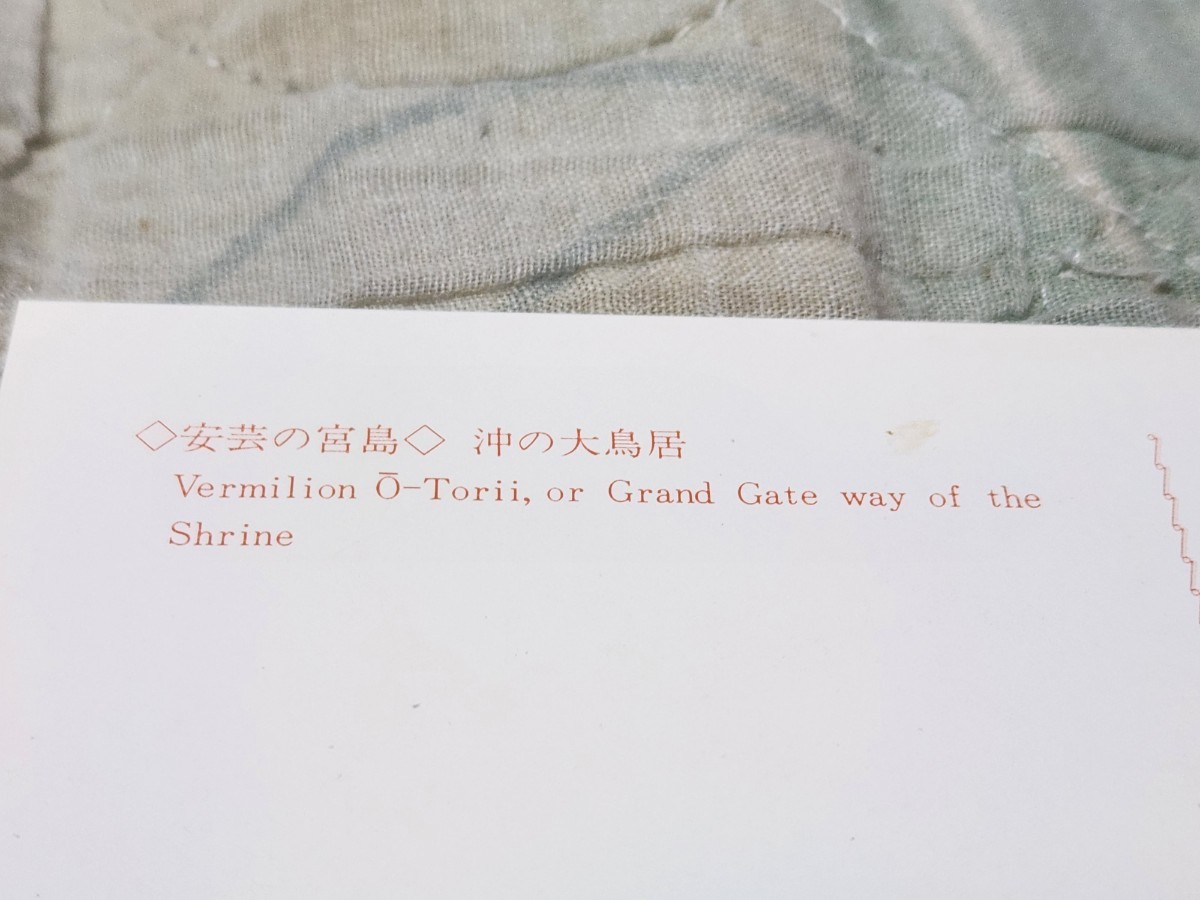 ◇安芸の宮島◇ 沖の大鳥居
Vermilion Ō-Torii, or Grand Gate way of the
Shrine